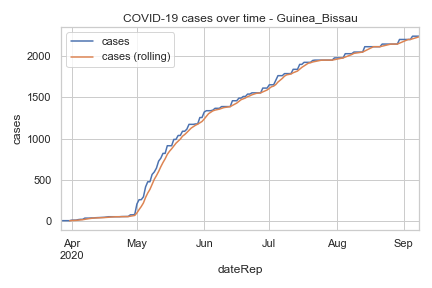 COVID-19 cases over time - Guinea_Bissau
cases
cases (rolling)
cases
2000
1500
1000
500
0
Apr
2020
May
Jun
Jul
Aug
Sep
dateRep